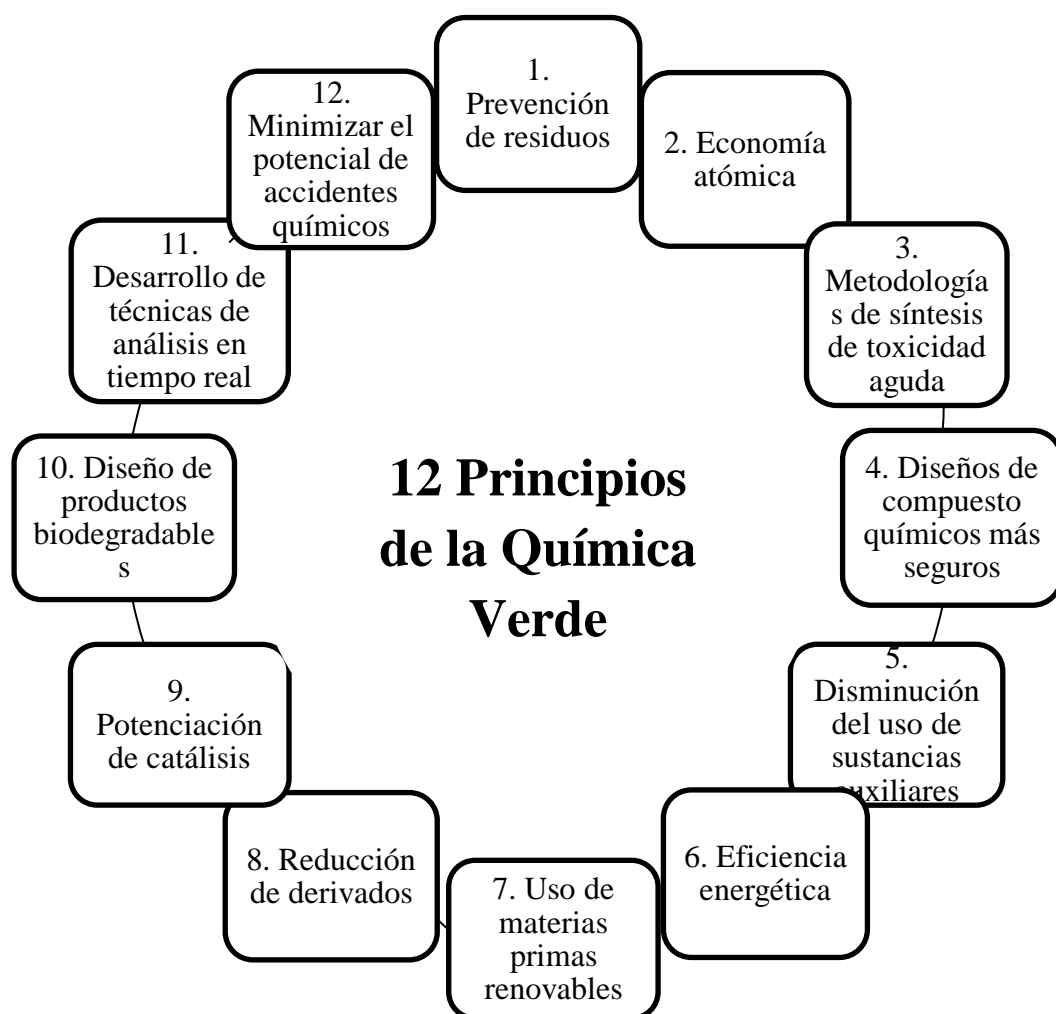 1.
Prevención
de residuos
2. Economía
atómica
3.
Metodología
s de síntesis
de toxicidad
aguda
4. Diseños de
compuesto
químicos más
seguros
5.
Disminución
del uso de
sustancias
auxiliares
6. Eficiencia
energética
7. Uso de
materias
primas
renovables
8. Reducción
de derivados
9.
Potenciación
de catálisis
10. Diseño de
productos
biodegradable
s
11.
Desarrollo de
técnicas de
análisis en
tiempo real
12.
Minimizar el
potencial de
accidentes
químicos
12 Principios
de la Química
Verde